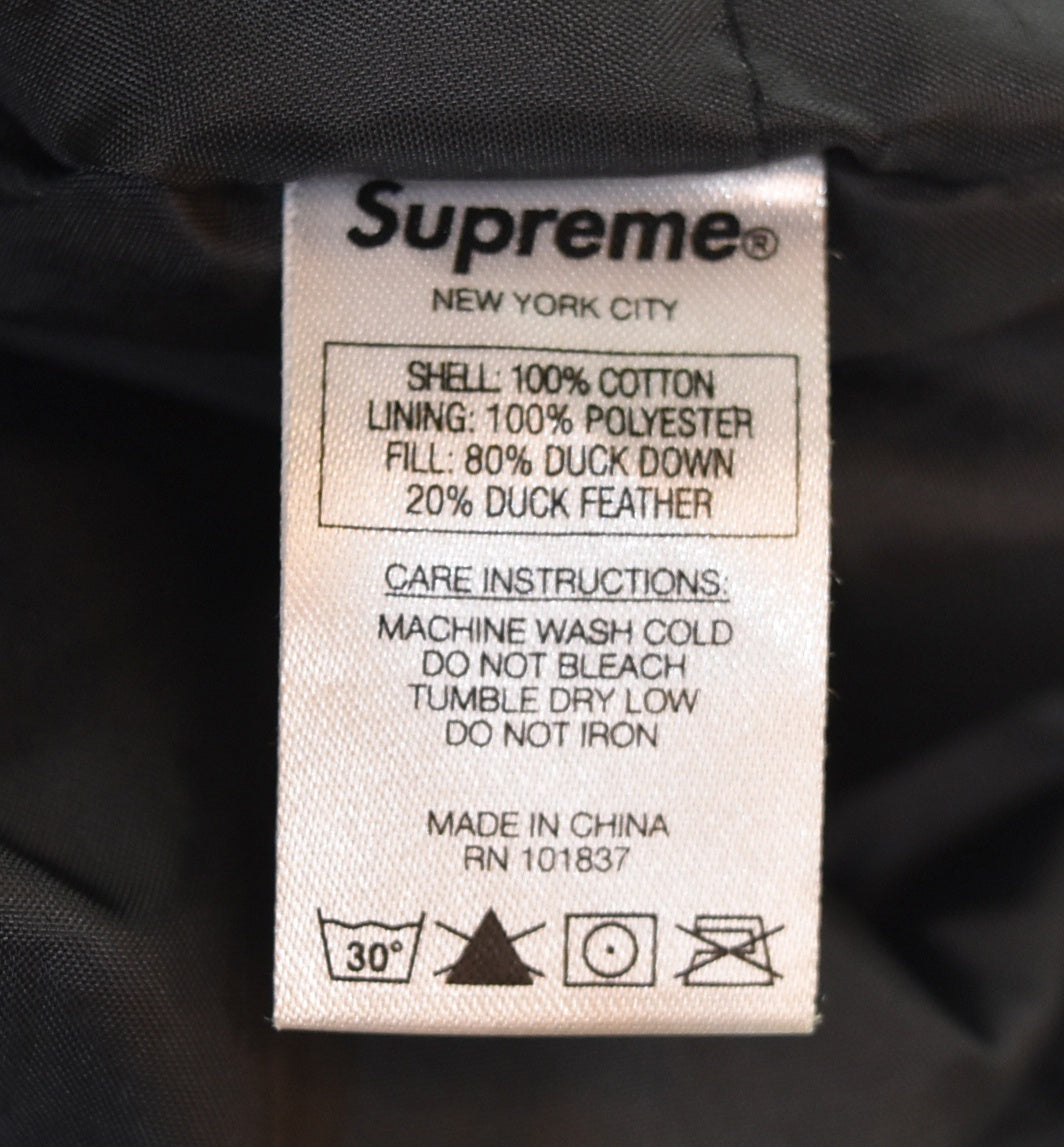 Supreme®
NEW YORK CITY
SHELL: 100% COTTON
LINING: 100% POLYESTER
FILL: 80% DUCK DOWN
20% DUCK FEATHER
CARE INSTRUCTIONS:
MACHINE WASH COLD
DO NOT BLEACH
TUMBLE DRY LOW
DO NOT IRON
MADE IN CHINA
RN 101837
30°